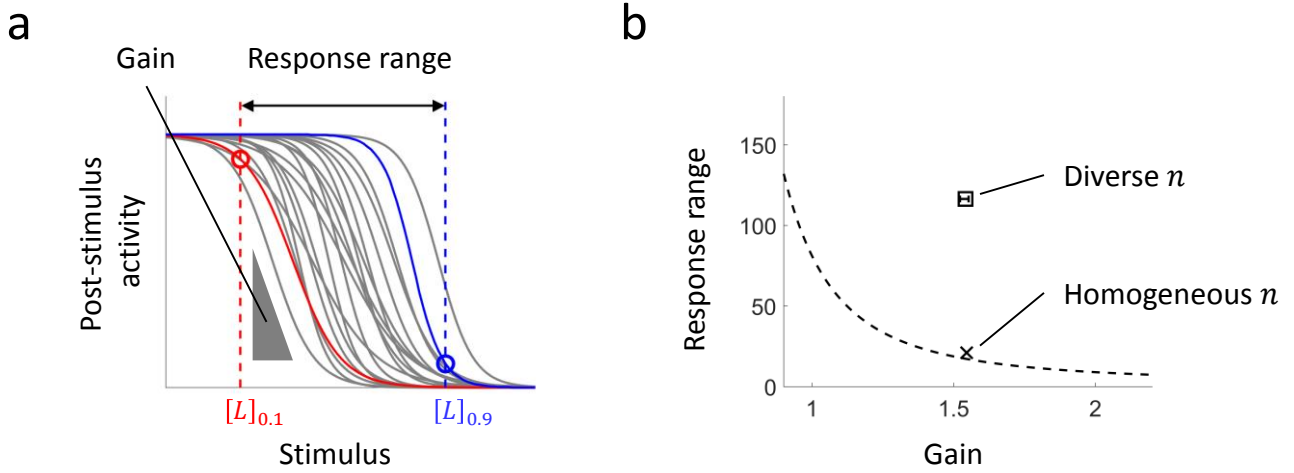 a
Gain
Response range
Post-stimulus
activity
[L]0.1
[L]0.9
Stimulus
b
Response range
150
100
50
0
1
1.5
2
Gain
Diverse n
Homogeneous n